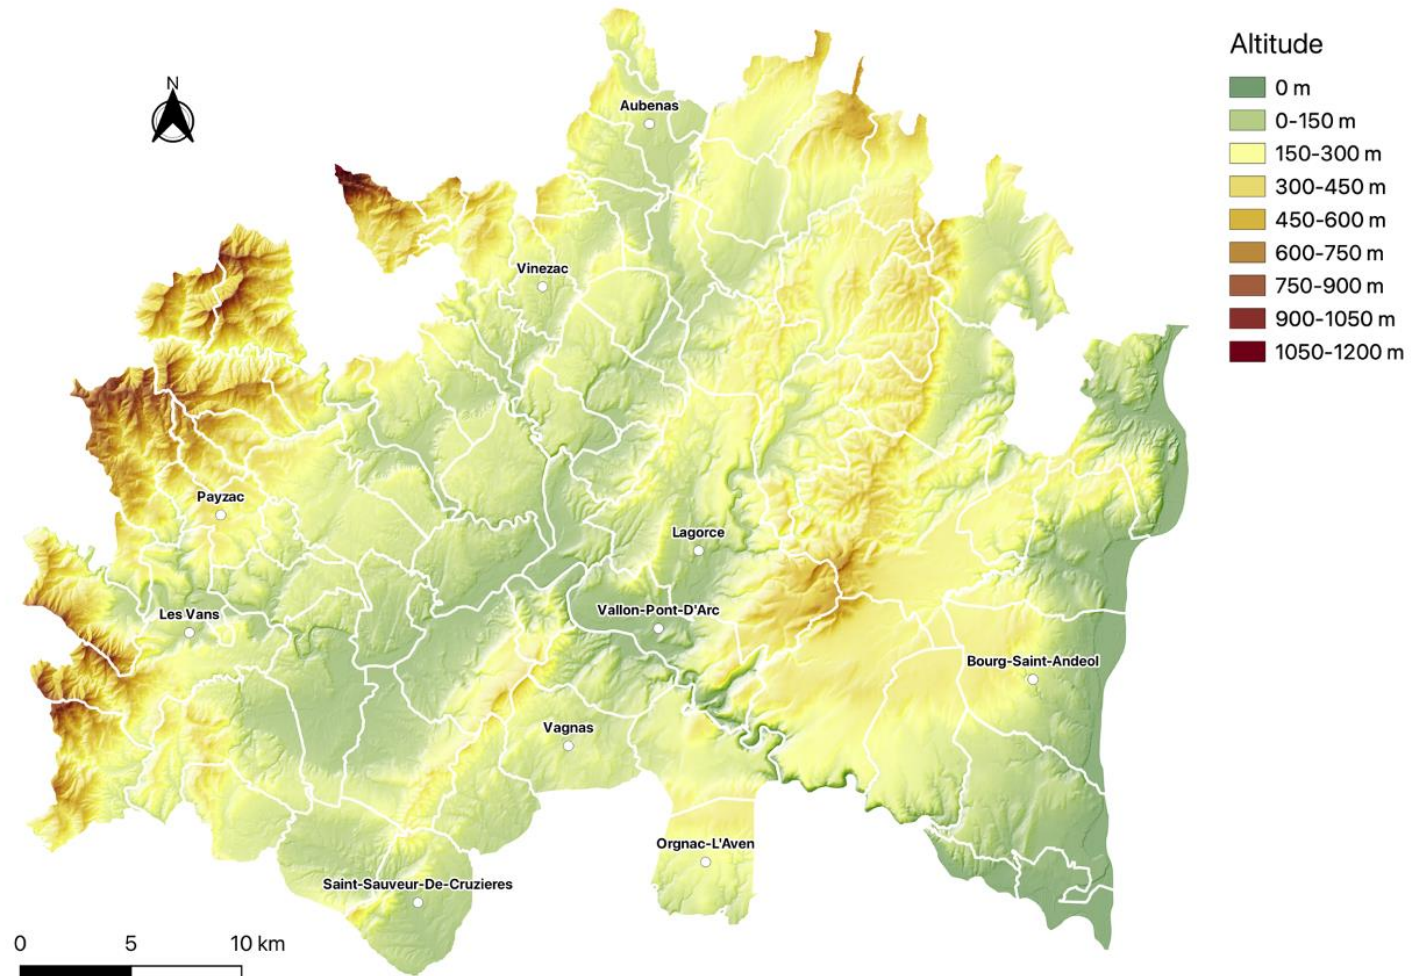 Altitude
0 m
0-150 m
150-300 m
300-450 m
450-600 m
600-750 m
750-900 m
900-1050 m
1050-1200 m
N
Aubenas
Vinezac
Payzac
Lagorce
Les Vans
Vallon-Pont-D'Arc
Bourg-Saint-Andeol
Vagnas
Orgnac-L'Aven
Saint-Sauveur-De-Cruzieres
0 5 10 km